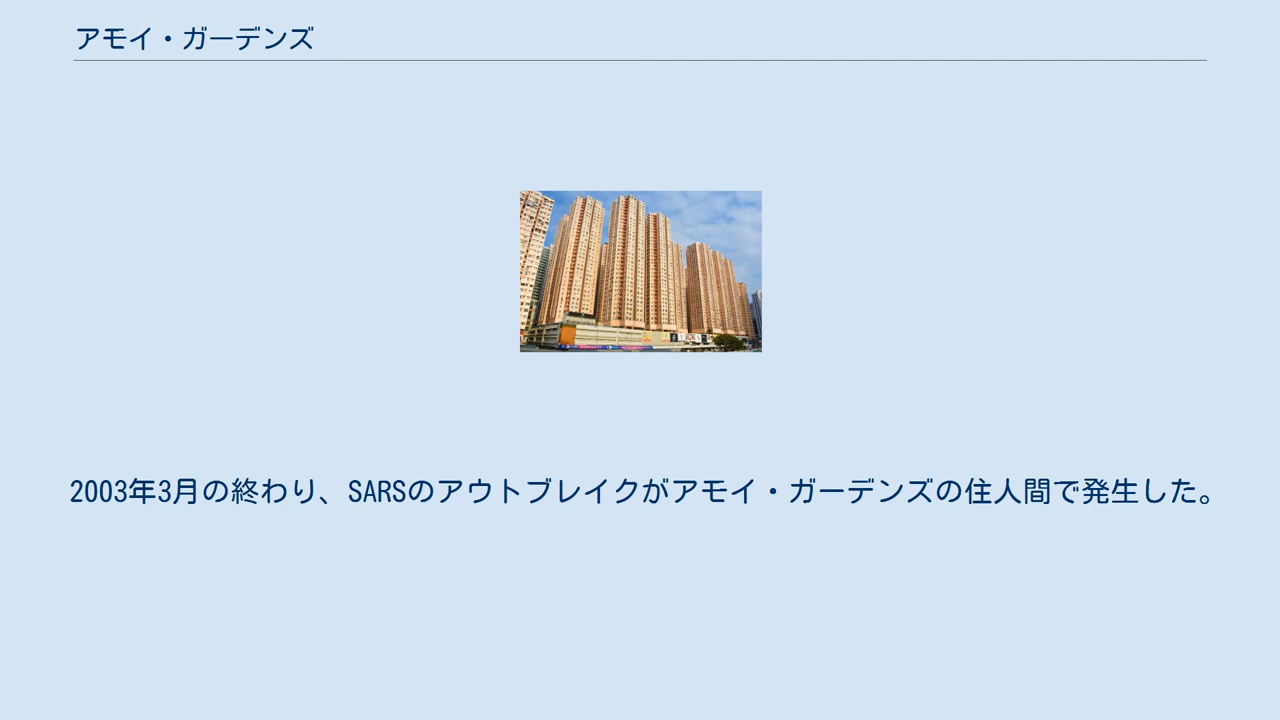 アモイ・ガーデンズ
2003年3月の終わり、SARSのアウトブレイクがアモイ・ガーデンズの住人間で発生した。